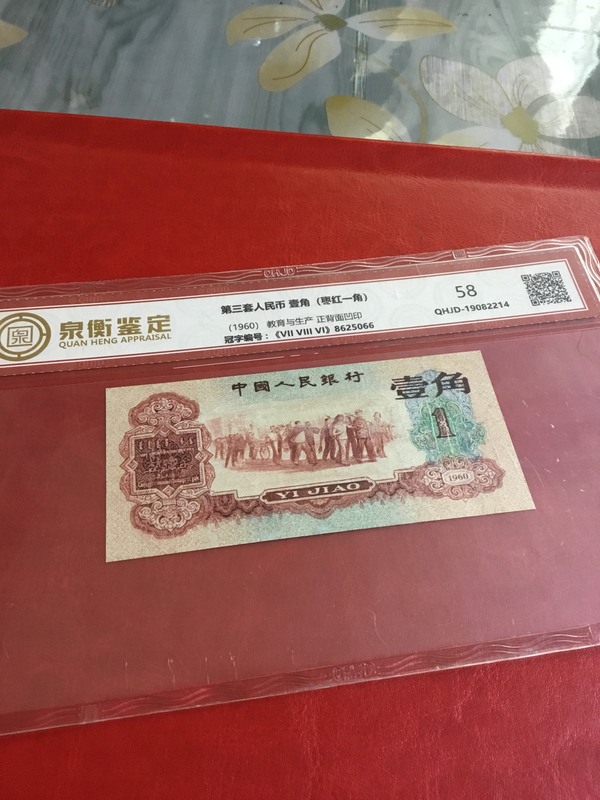 QHJD
泉衡鉴定
QUAN HENG APPRAISAL
第三套人民币 壹角（枣红一角）
（1960） 教育与生产 正背面凹印
冠字编号：《VII VIII VI》8625066
58
QHJD-19082214
中國人民銀行
壹角
1
YI JIAO
1960
QHJD